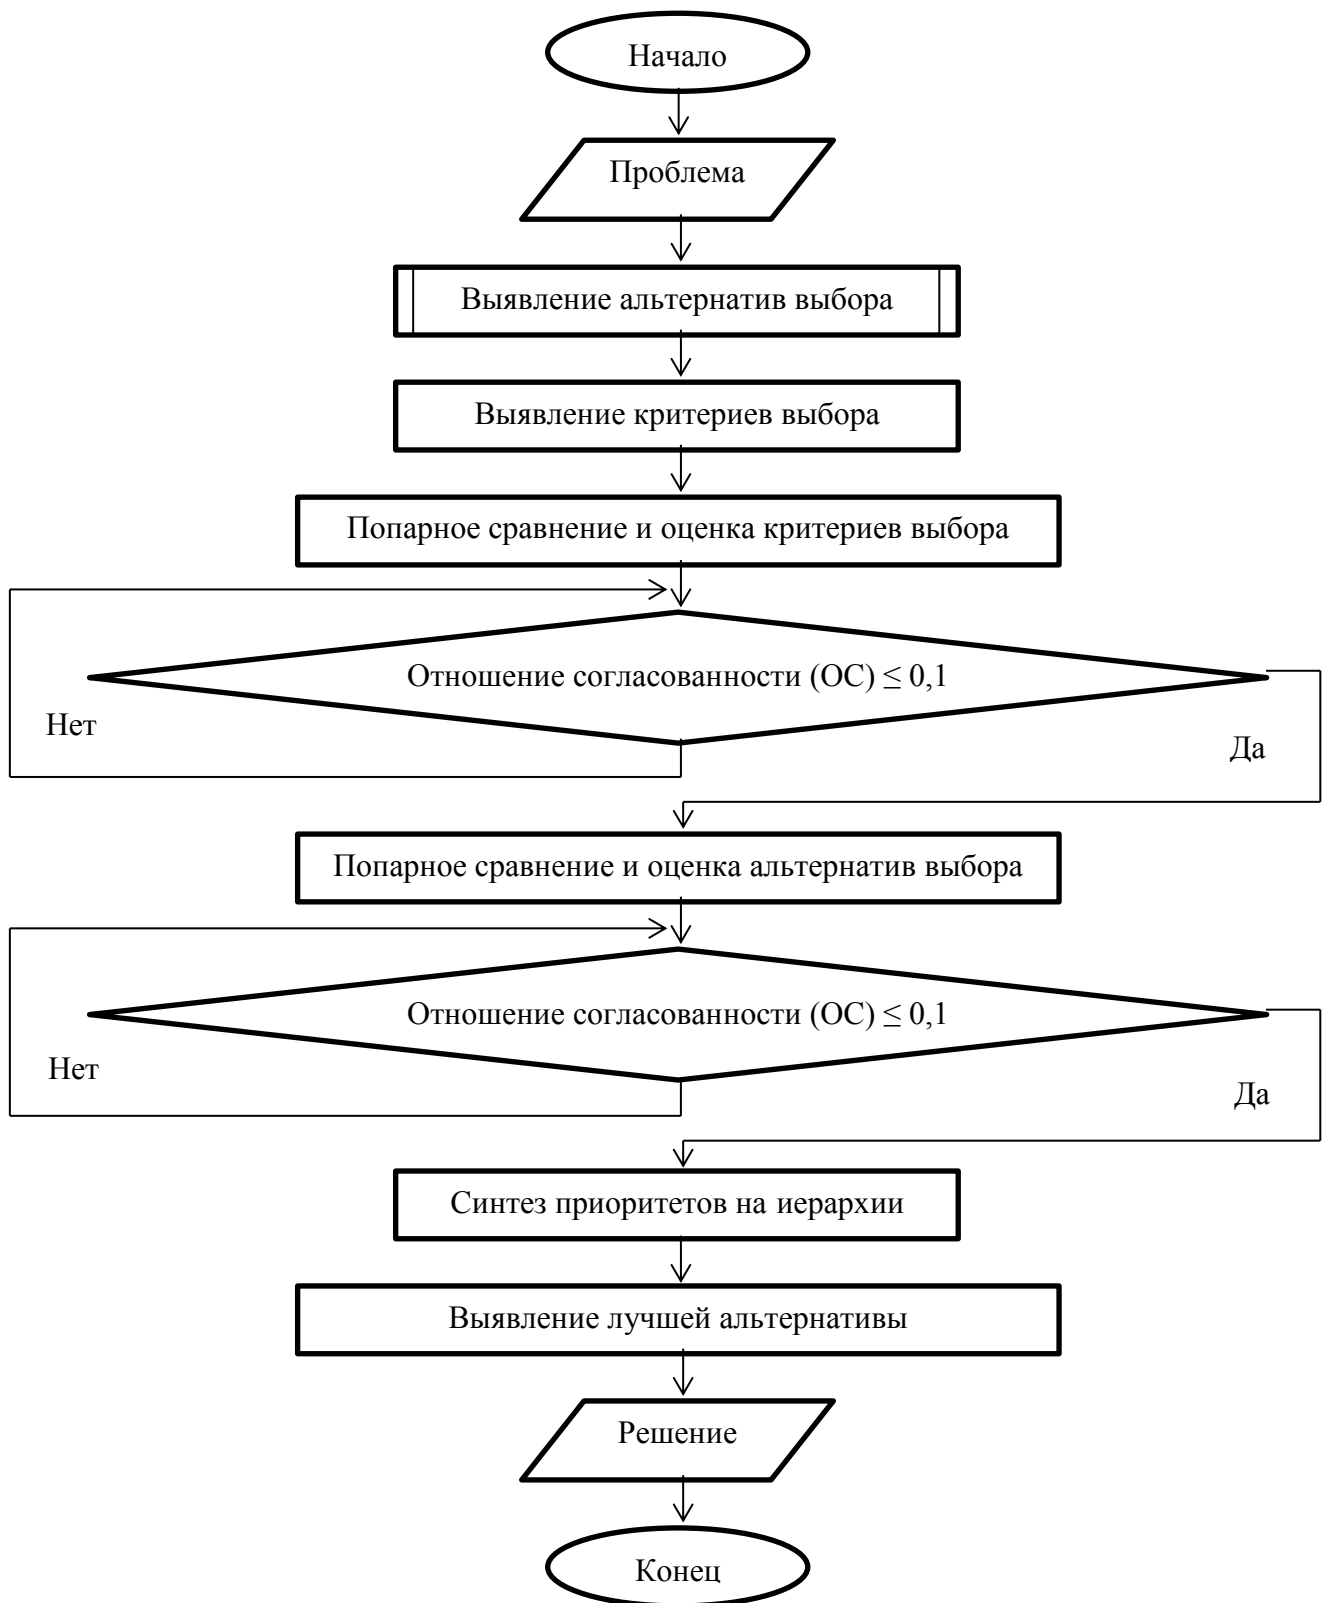 Начало
Проблема
Выявление альтернатив выбора
Выявление критериев выбора
Попарное сравнение и оценка критериев выбора
Отношение согласованности (ОС) ≤ 0,1
Нет
Да
Попарное сравнение и оценка альтернатив выбора
Отношение согласованности (ОС) ≤ 0,1
Нет
Да
Синтез приоритетов на иерархии
Выявление лучшей альтернативы
Решение
Конец